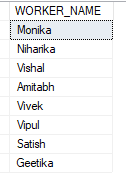 WORKER_NAME
Monika
Niharika
Vishal
Amitabh
Vivek
Vipul
Satish
Geetika